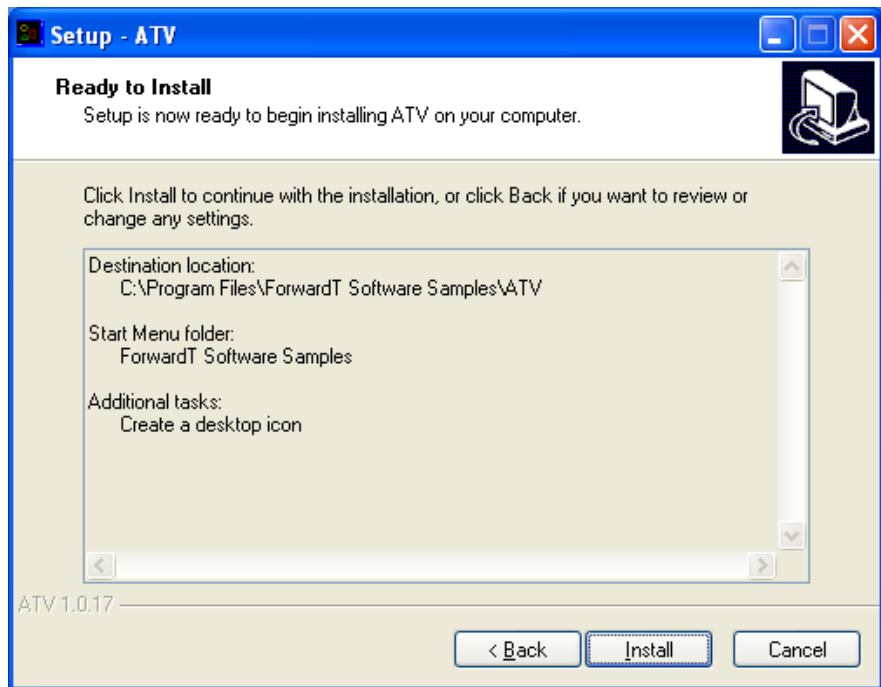 Setup - ATV
Ready to Install
Setup is now ready to begin installing ATV on your computer.
Click Install to continue with the installation, or click Back if you want to review or
change any settings.
Destination location:
C:\Program Files\ForwardT Software Samples\ATV
Start Menu folder:
ForwardT Software Samples
Additional tasks:
Create a desktop icon
ATV 1.0.17
< Back
Install
Cancel